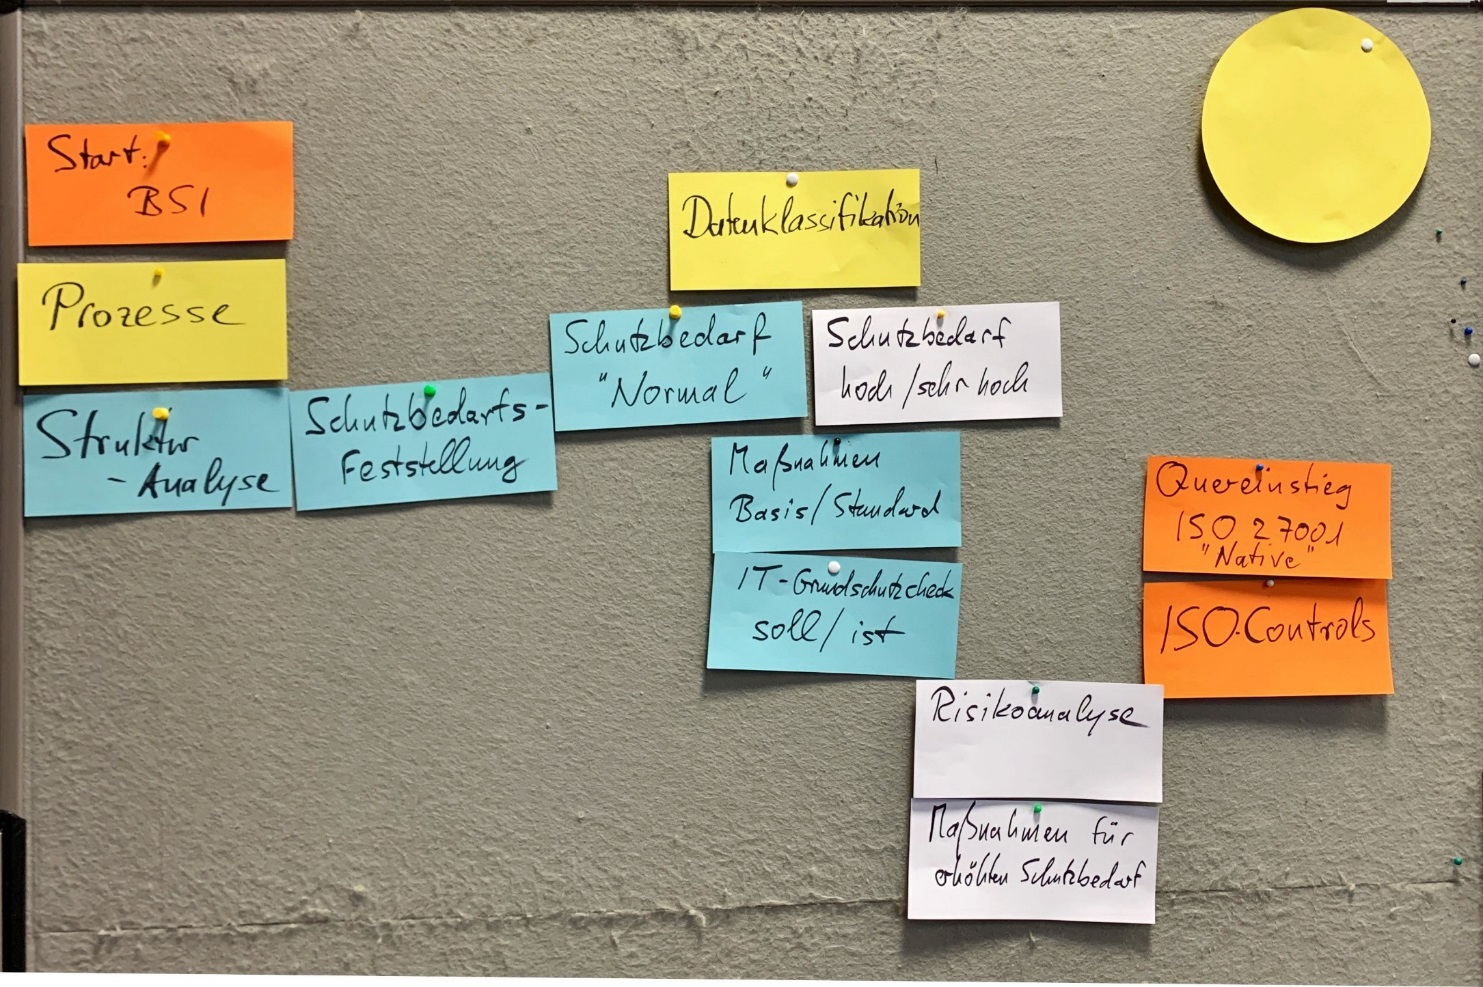 Start:
BSI
Prozesse
Struktur
-Analyse
Schutzbedarfs-
Feststellung
Datenklassifikation
Schutzbedarf
"Normal"
Schutzbedarf
hoch/sehr hoch
Maßnahmen
Basis/Standard
IT-Grundschutzcheck
soll/ist
Risikoanalyse
Maßnahmen für
erhöhten Schutzbedarf
Quereinstieg
ISO 27001
"Native"
ISO-Controls